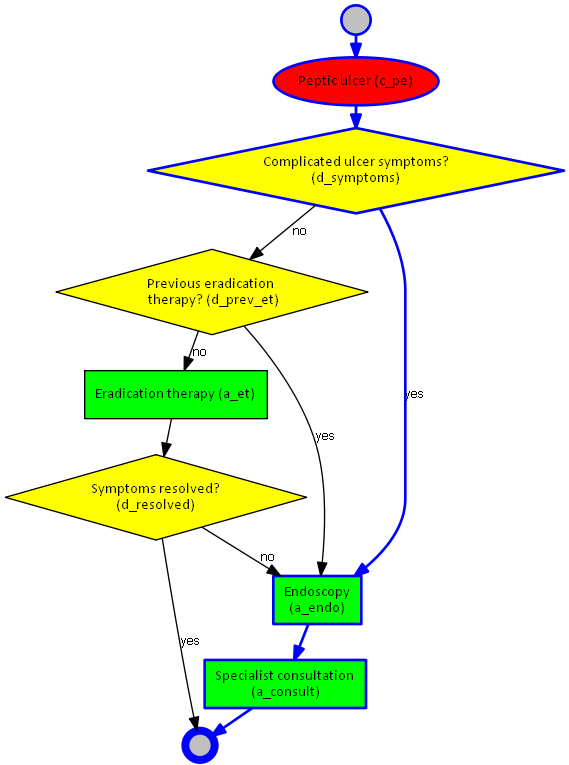 Peptic ulcer (c_pe)
Complicated ulcer symptoms?
(d_symptoms)
no
Previous eradication
therapy? (d_prev_et)
no
Eradication therapy (a_et)
yes
yes
Symptoms resolved?
(d_resolved)
no
Endoscopy
(a_endo)
yes
Specialist consultation
(a_consult)